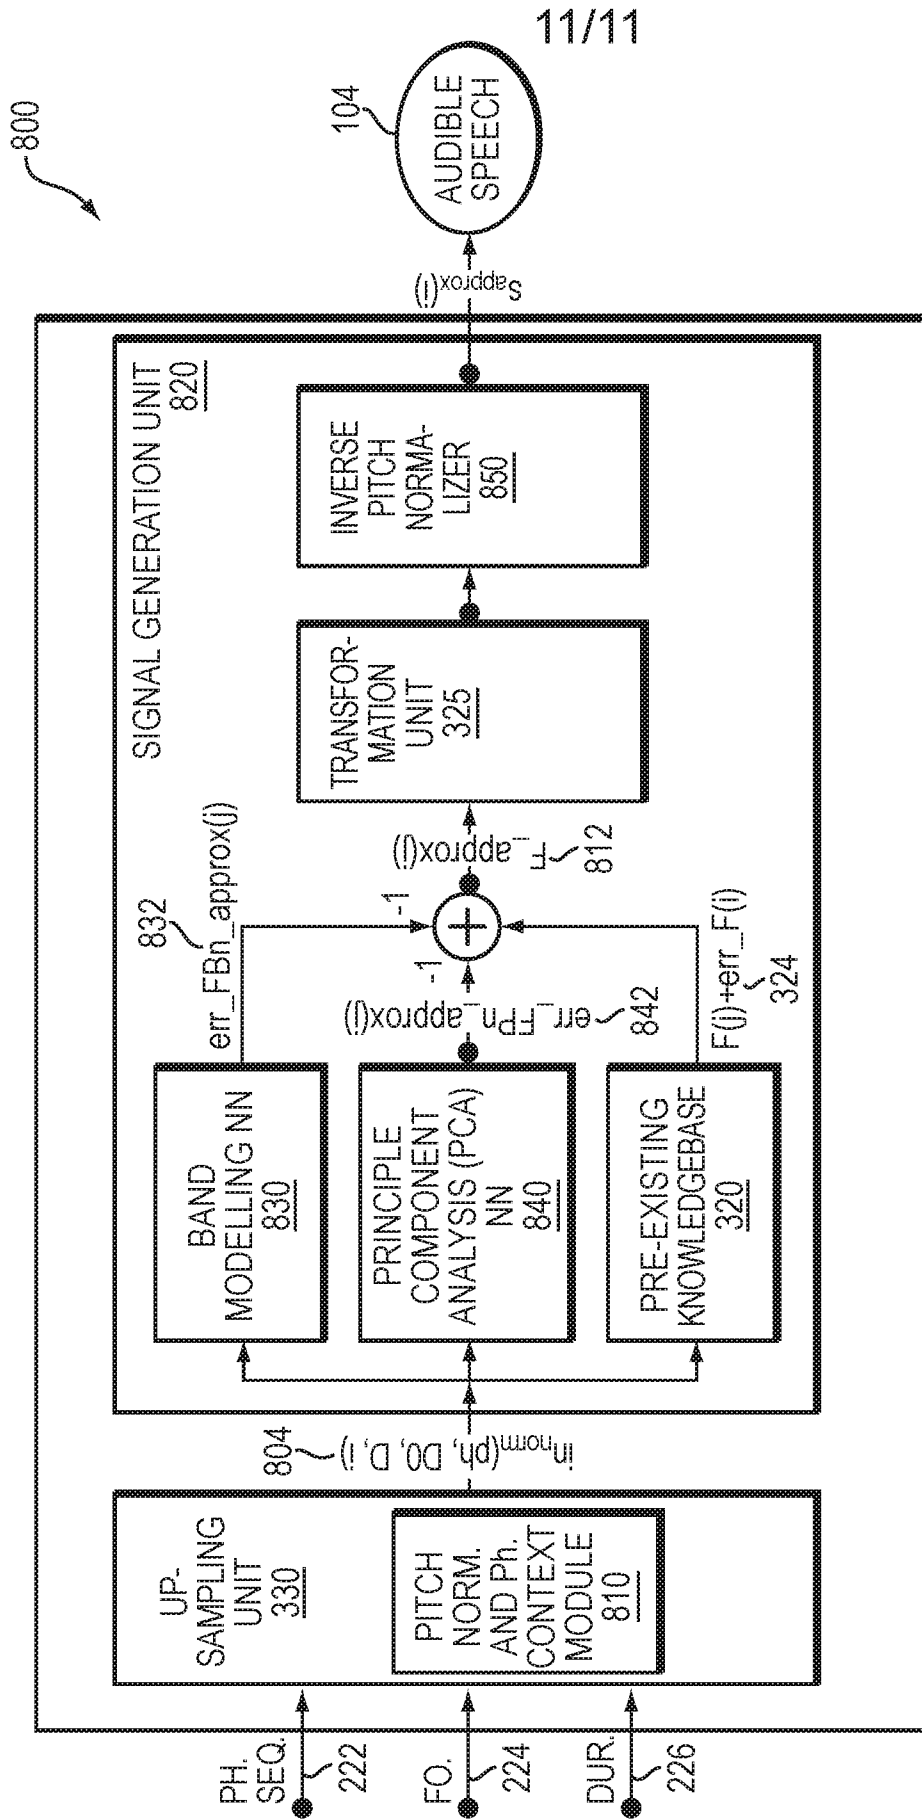 11/11
800
PH.
SEQ.
222
FO.
224
DUR.
226
UP-
SAMPLING
UNIT
330
PITCH
NORM.
AND Ph.
CONTEXT
MODULE
810
804
in_norm(ph, D0, D, i)
SIGNAL GENERATION UNIT
820
BAND
MODELLING NN
830
PRINCIPLE
COMPONENT
ANALYSIS (PCA)
NN
840
PRE-EXISTING
KNOWLEDGEBASE
320
832
err_FBn_approx(j)
err_FPn_approx(j)
842
F(i)+err_F(i)
324
-1
-1
+
F_approx(j)
812
TRANSFOR-
MATION
UNIT
325
INVERSE
PITCH
NORMA-
LIZER
850
s_approx(i)
104
AUDIBLE
SPEECH